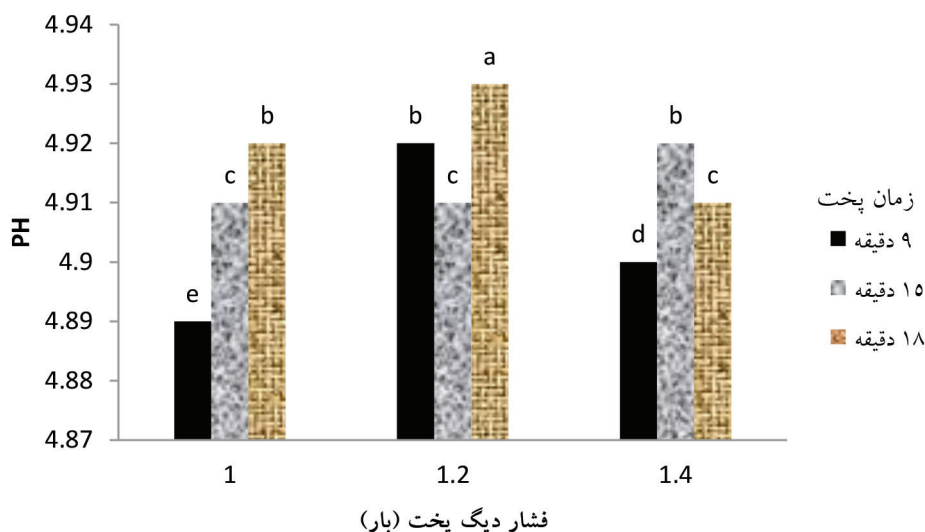 4.94
4.93
4.92
4.91
4.9
4.89
4.88
4.87
PH
e
c
b
b
c
a
d
b
c
1
1.2
1.4
فشار دیگ پخت (بار)
زمان پخت
۹ دقیقه
۱۵ دقیقه
۱۸ دقیقه